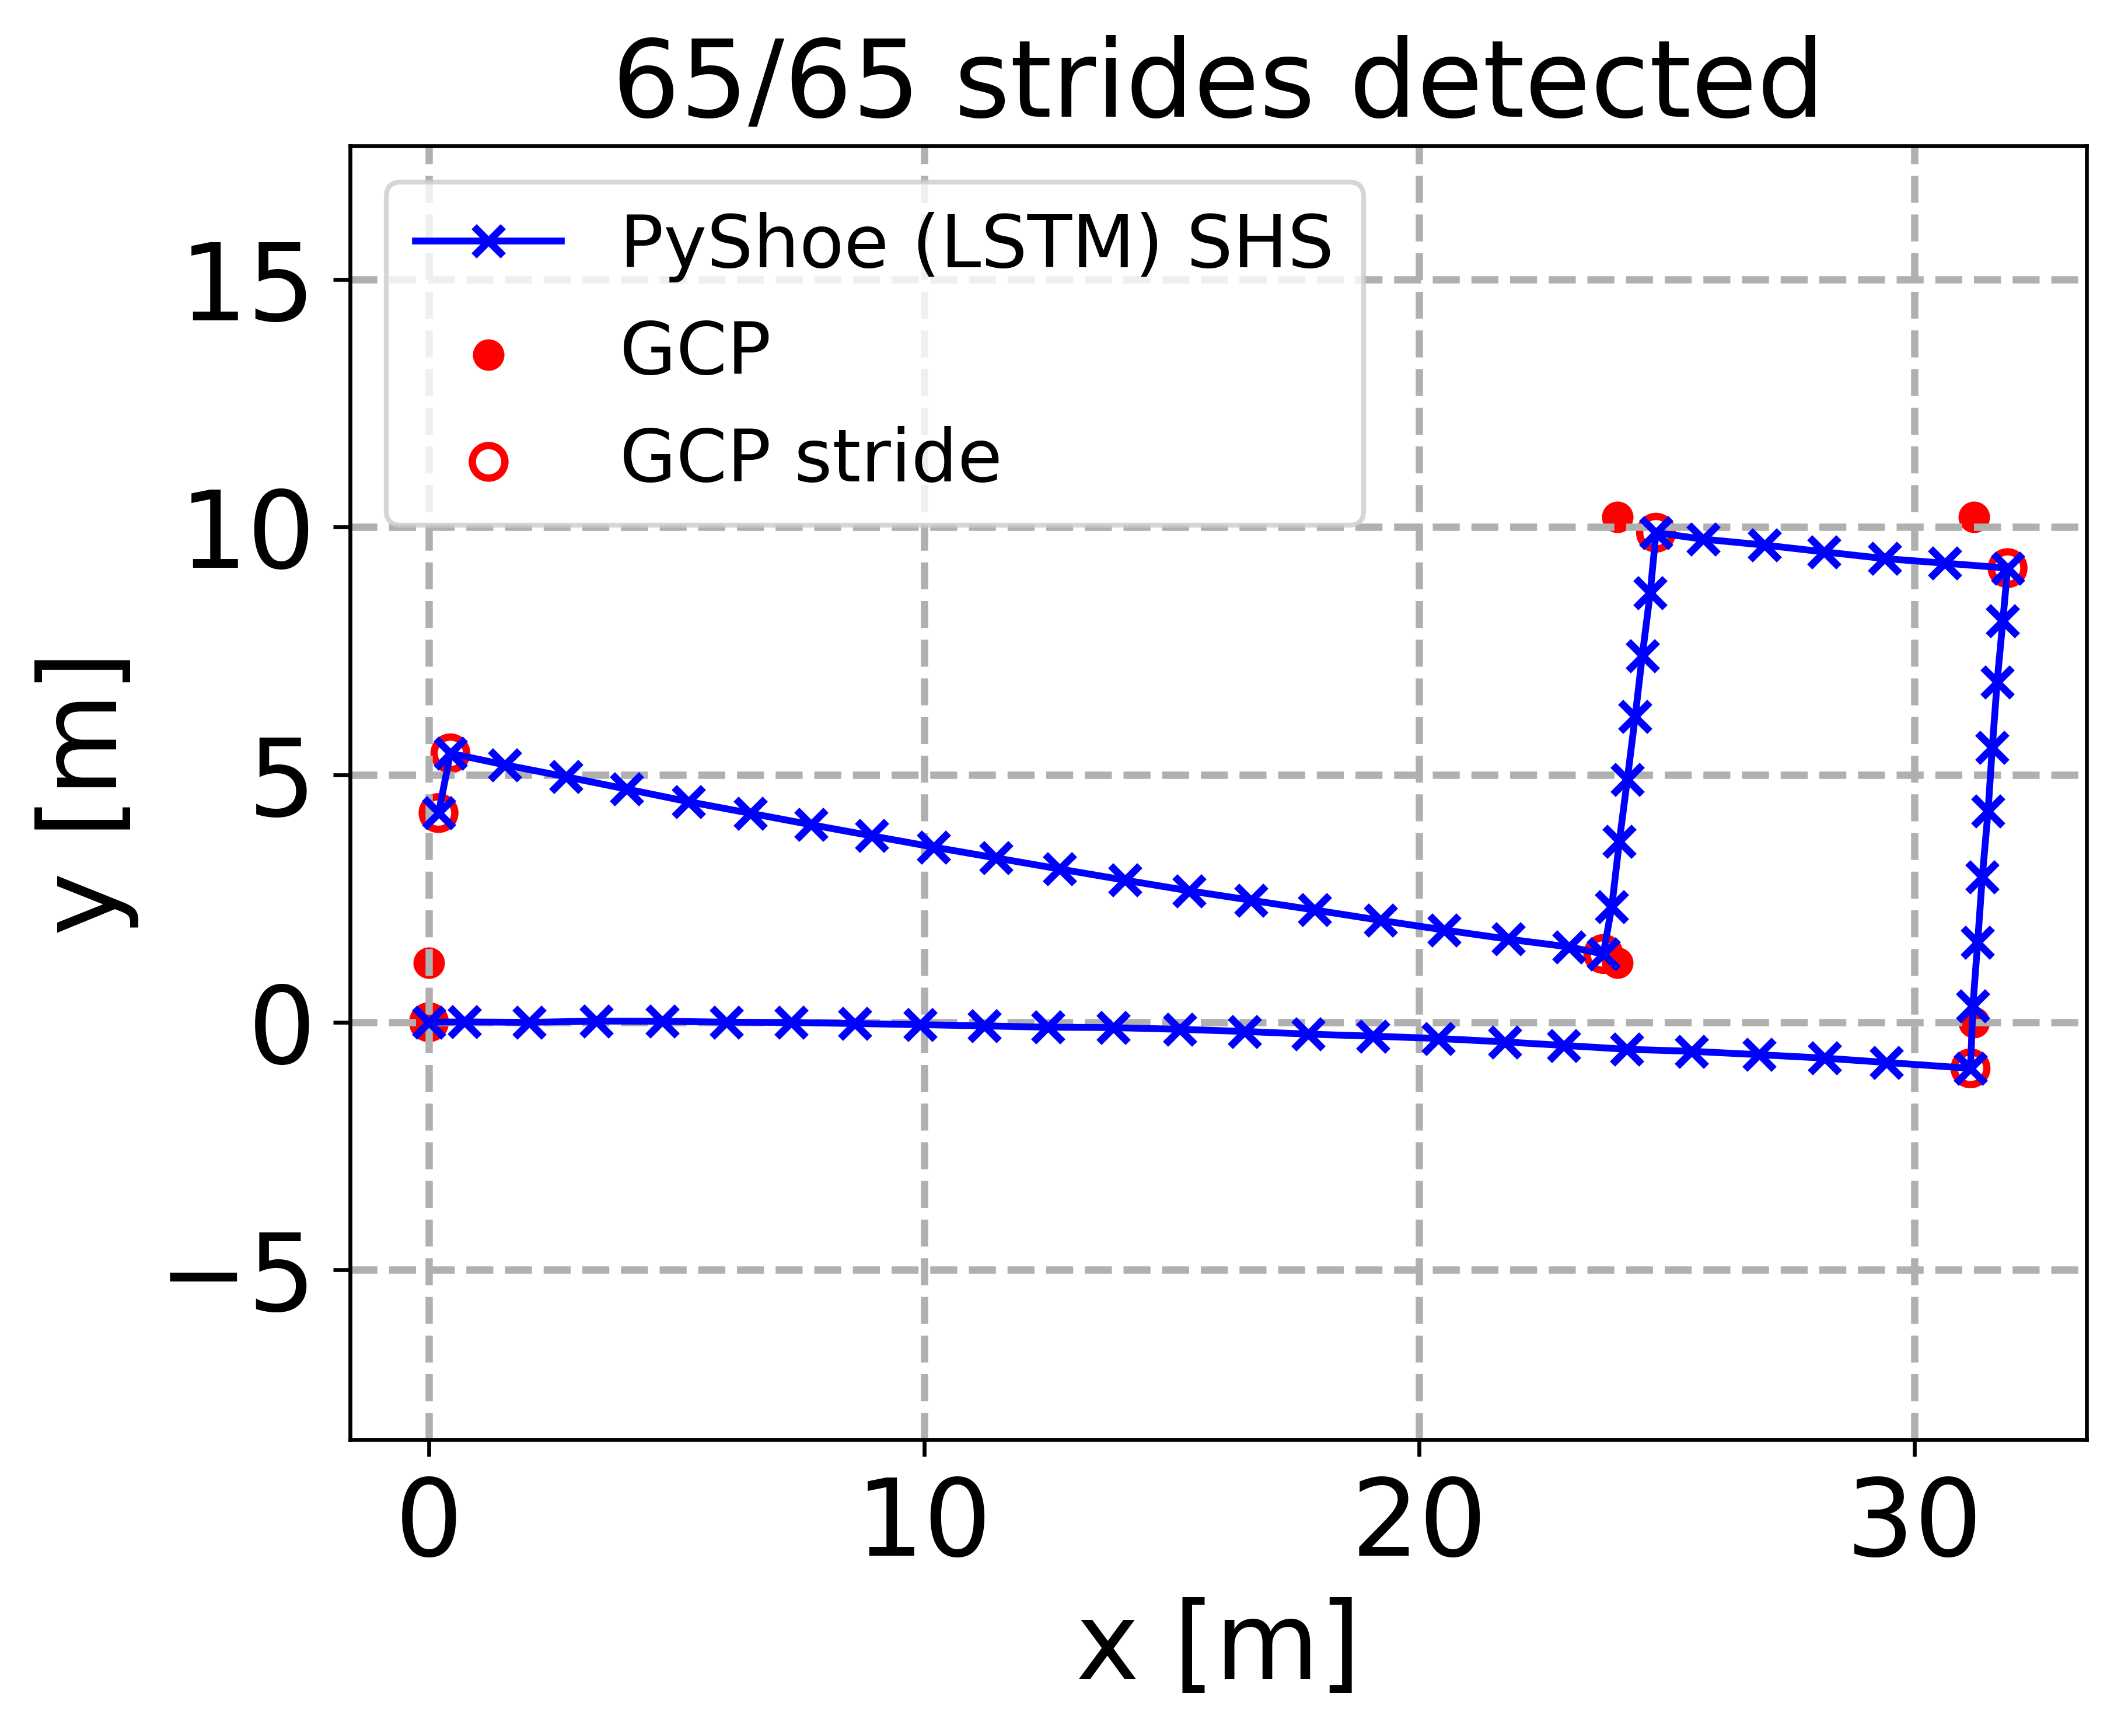 65/65 strides detected
PyShoe (LSTM) SHS
GCP
GCP stride
15
10
5
0
−5
y [m]
0 10 20 30
x [m]